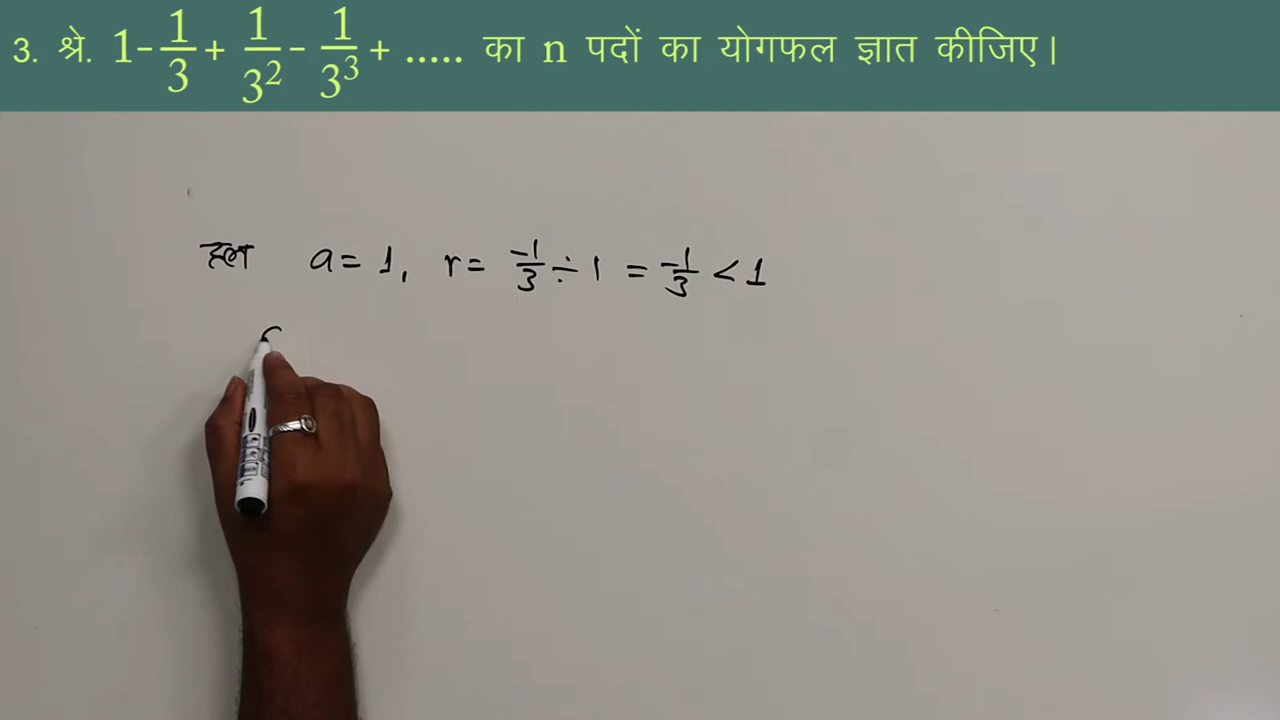 3. श्रे. 1-1/3+ 1/3²- 1/3³+ ..... का n पदों का योगफल ज्ञात कीजिए।
हल a= 1, r= -1/3÷1 = -1/3 <1